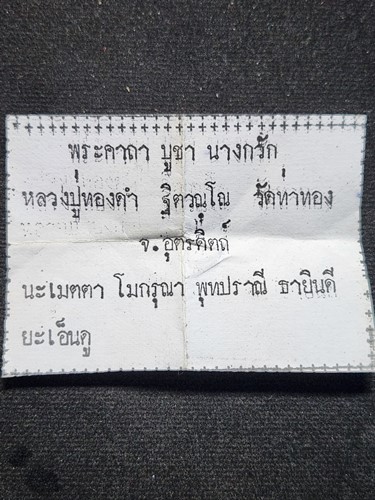 พระคาถา บูชา นางกวัก
หลวงปู่ทองดำ ฐิตวณฺโณ วัดท่าทอง
จ.อุตรดิตถ์
นะเมตตา โมกรุณา พุทปราณี ธายินดี
ยะเอ็นดู